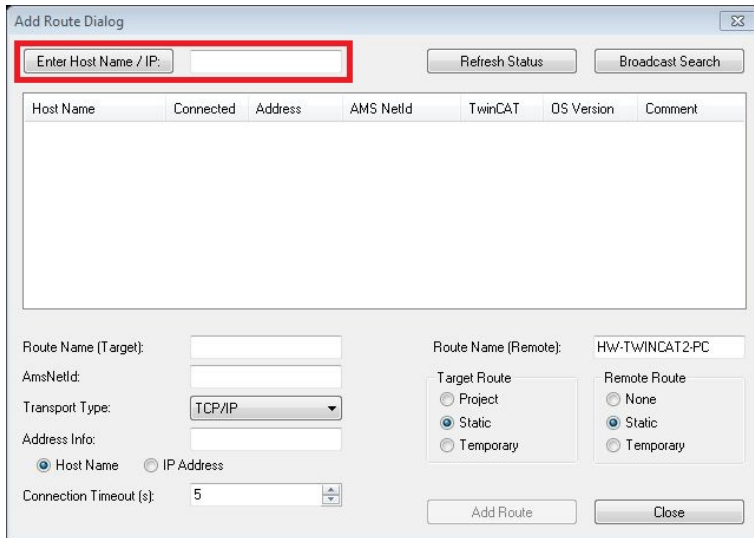 Add Route Dialog
Enter Host Name / IP: Refresh Status Broadcast Search
Host Name Connected Address AMS NetId TwinCAT OS Version Comment
Route Name (Target): Route Name (Remote): HW-TWINCAT2-PC
AmsNetId: Target Route Remote Route
Transport Type: TCP/IP Project None
Static Static
Address Info: Temporary Temporary
Host Name IP Address
Connection Timeout (s): 5
Add Route Close